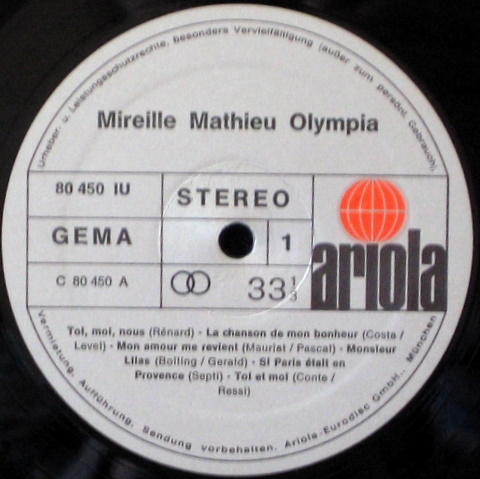 Urheber- u. Leistungsschutzrechte, besonders Vervielfältigung (außer zum persönl. Gebrauch),
Mireille Mathieu Olympia
80 450 IU
STEREO
GEMA
1
ariola
C 80 450 A
33 1/3
Toi, moi, nous (Rénard) - La chanson de mon bonheur (Costa /
Level) - Mon amour me revient (Mauriat / Pascal) - Monsieur
Lilas (Bolling / Gerald) - Si Paris étail en
Provence (Septi) - Toi et moi (Conte /
Ressi)
Vermietung, Aufführung, Sendung vorbehalten. Ariola-Eurodisc GmbH., München